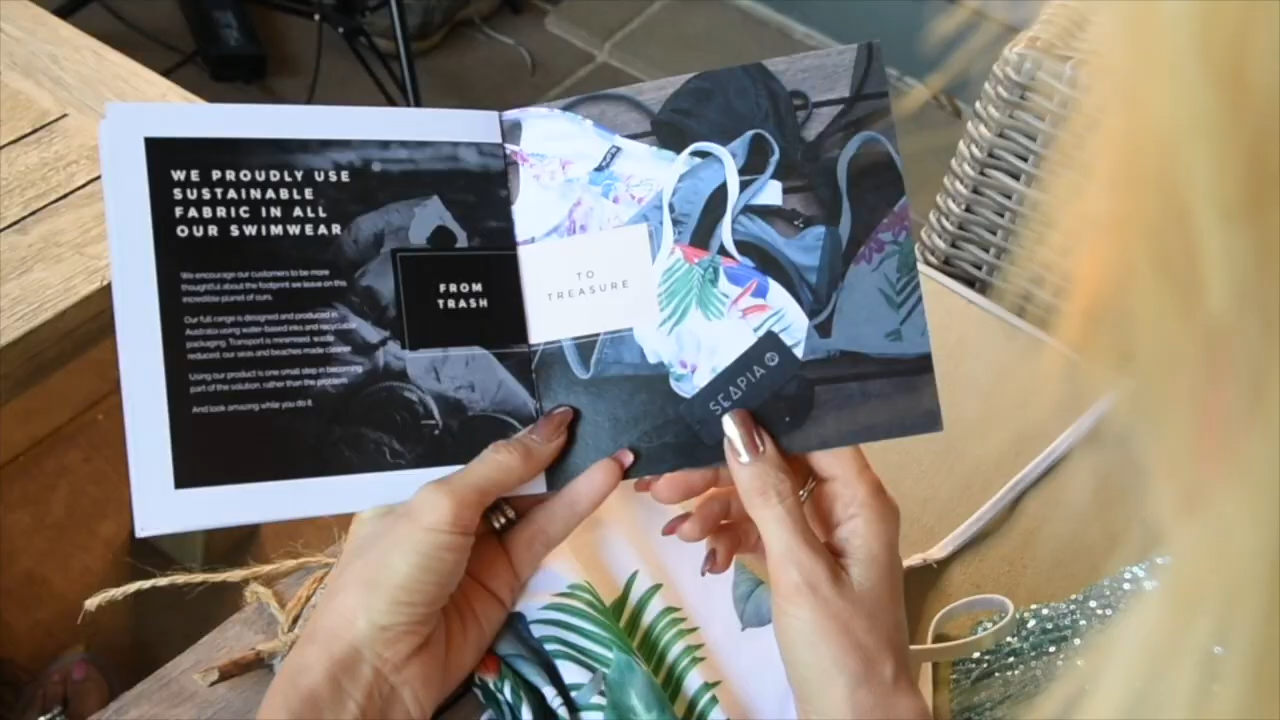 WE PROUDLY USE
SUSTAINABLE
FABRIC IN ALL
OUR SWIMWEAR
We encourage our customers to be more
thoughtful about the footprint we leave on this
incredible planet of ours.
Our full range is designed and produced in
Australia using water-based inks and recyclable
packaging. Transport is minimised, waste
reduced, our seas and beaches made cleaner.
Using our product is one small step in becoming
part of the solution, rather than the problem.
And look amazing while you do it.
FROM
TRASH
TO
TREASURE
SEAPIA